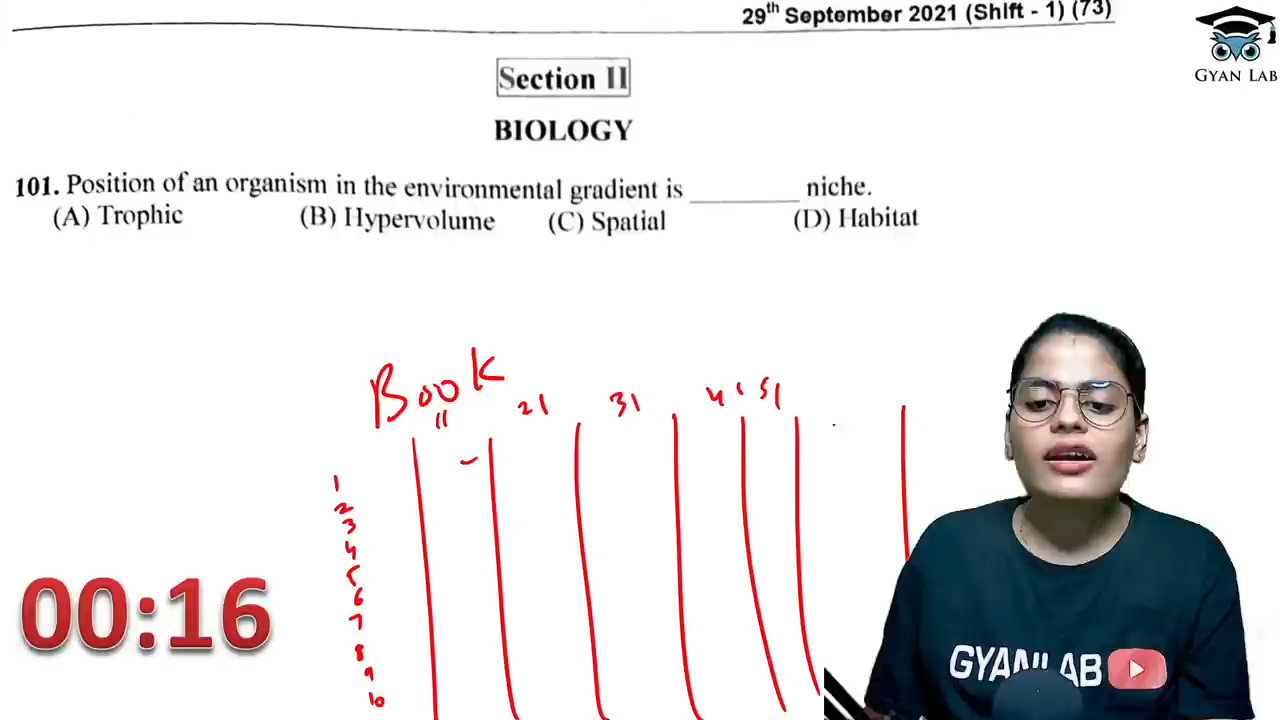 29th September 2021 (Shift - 1) (73)
GYAN LAB
Section II
BIOLOGY
101. Position of an organism in the environmental gradient is ________ niche.
(A) Trophic (B) Hypervolume (C) Spatial (D) Habitat
Book
11 21 31 41 51
1
2
3
4
5
6
7
8
9
10
00:16
GYAN LAB